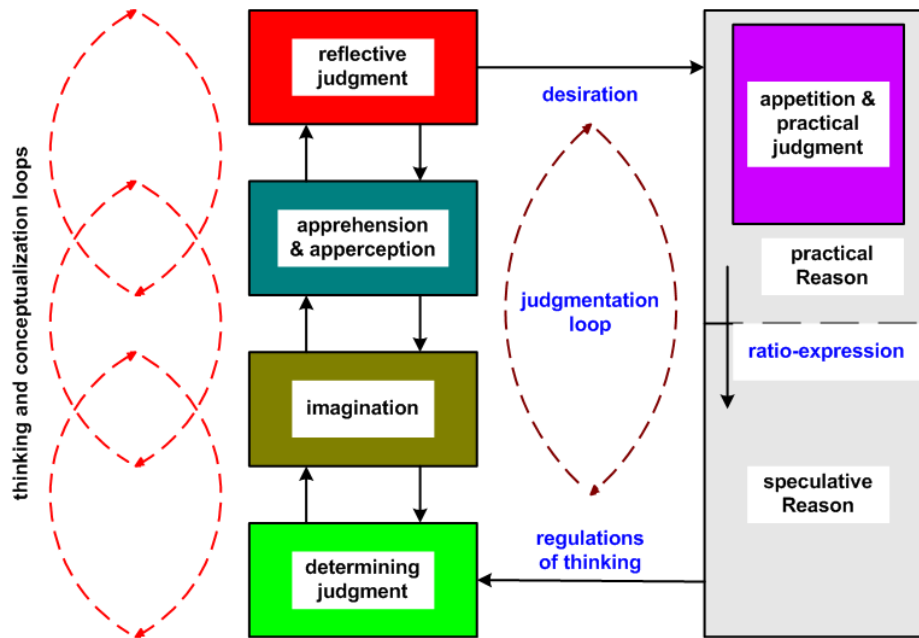 thinking and conceptualization loops
reflective
judgment
apprehension
& apperception
imagination
determining
judgment
desiration
judgmentation
loop
regulations
of thinking
appetition &
practical
judgment
practical
Reason
ratio-expression
speculative
Reason